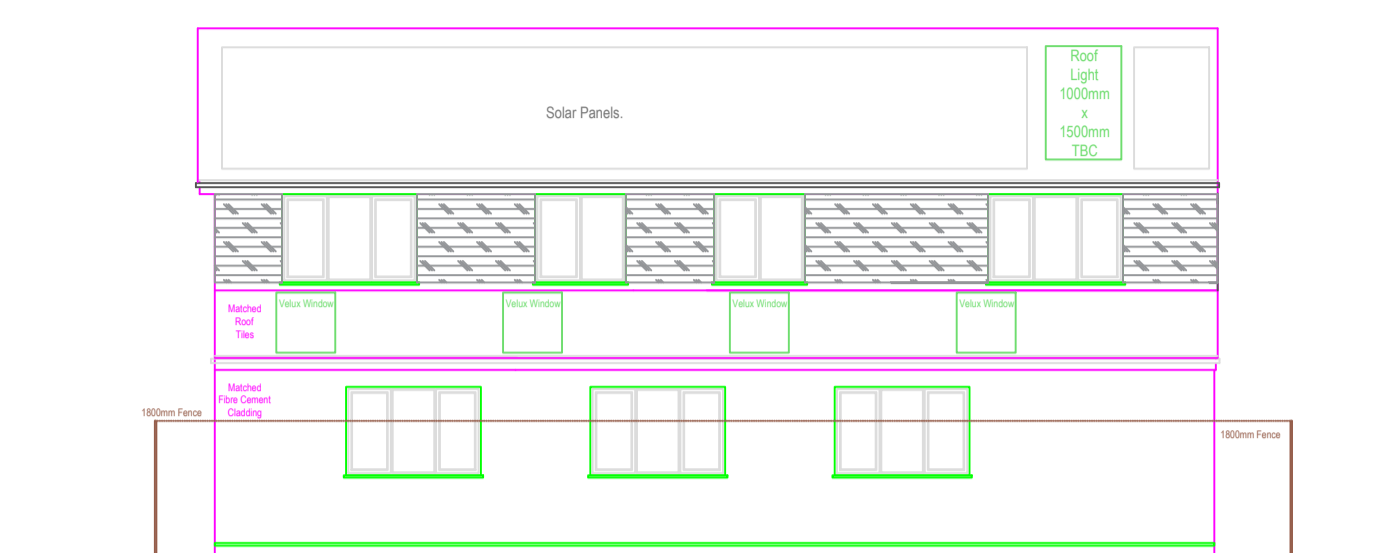 Solar Panels.
Roof
Light
1000mm
x
1500mm
TBC
Matched
Roof
Tiles
Velux Window
Velux Window
Velux Window
Velux Window
Matched
Fibre Cement
Cladding
1800mm Fence
1800mm Fence